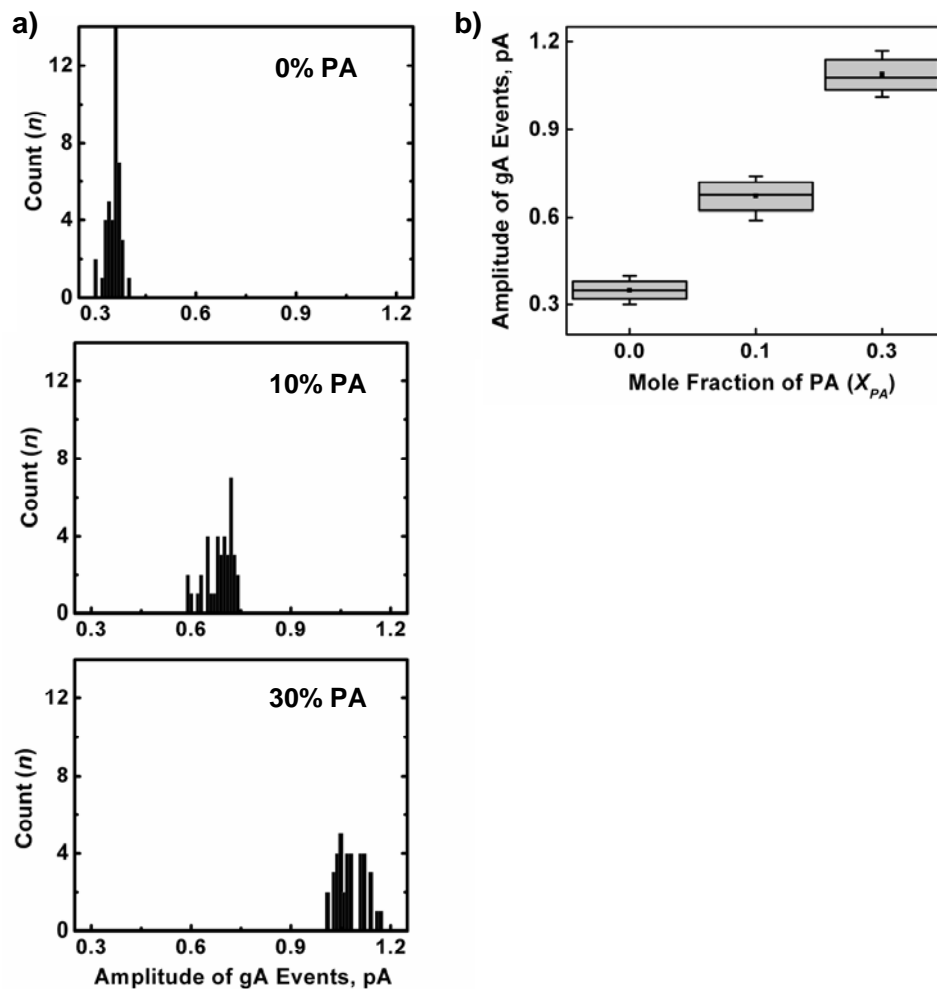 a)
0% PA
Count (n)
12
8
4
0
0.3 0.6 0.9 1.2
10% PA
Count (n)
12
8
4
0
0.3 0.6 0.9 1.2
30% PA
Count (n)
12
8
4
0
0.3 0.6 0.9 1.2
Amplitude of gA Events, pA
b)
Amplitude of gA Events, pA
1.2
0.9
0.6
0.3
0.0 0.1 0.3
Mole Fraction of PA (X_PA)